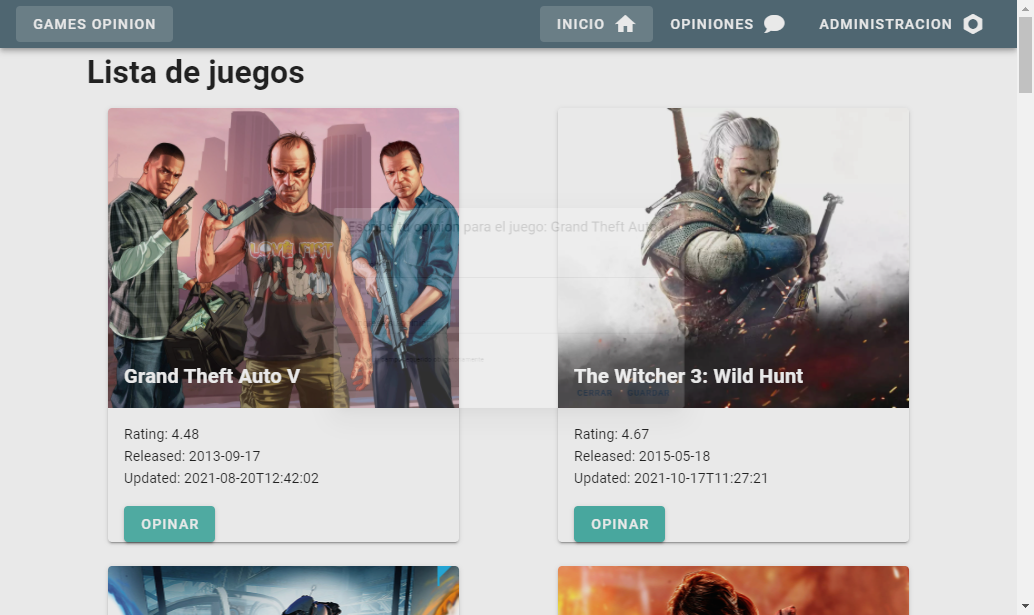 GAMES OPINION
INICIO
OPINIONES
ADMINISTRACION
Lista de juegos
Escribe tu opinión para el juego: Grand Theft Auto V
Grand Theft Auto V
The Witcher 3: Wild Hunt
CERRAR
GUARDAR
Rating: 4.48
Released: 2013-09-17
Updated: 2021-08-20T12:42:02
OPINAR
Rating: 4.67
Released: 2015-05-18
Updated: 2021-10-17T11:27:21
OPINAR